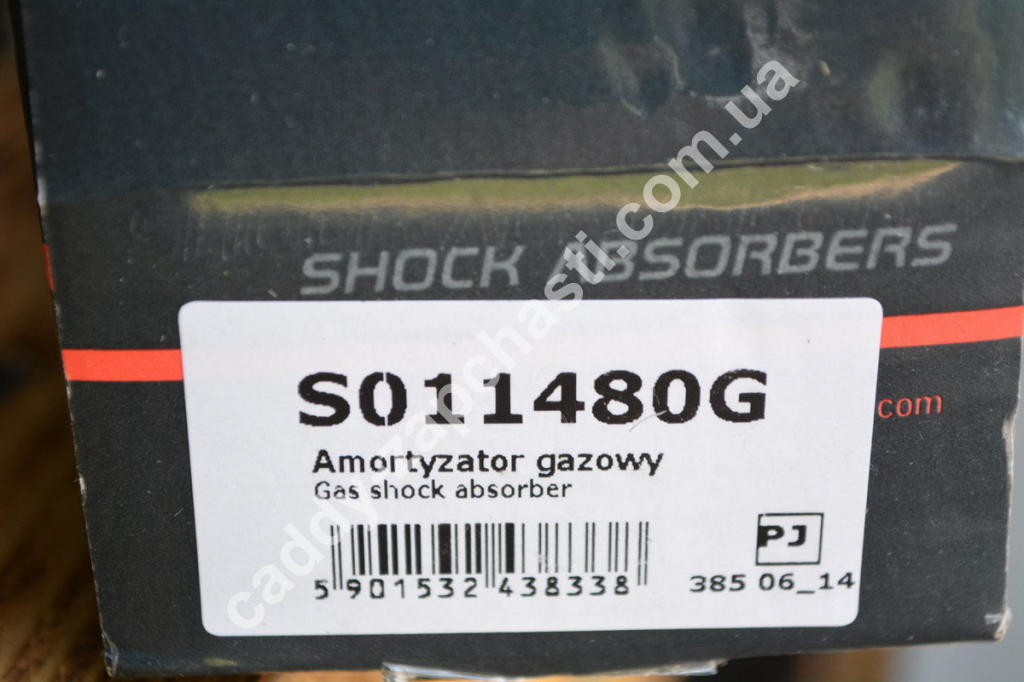 SHOCK ABSORBERS
S011480G
com
Amortyzator gazowy
Gas shock absorber
PJ
5 901532 438338
385 06_14
caddy-zapchasti.com.ua